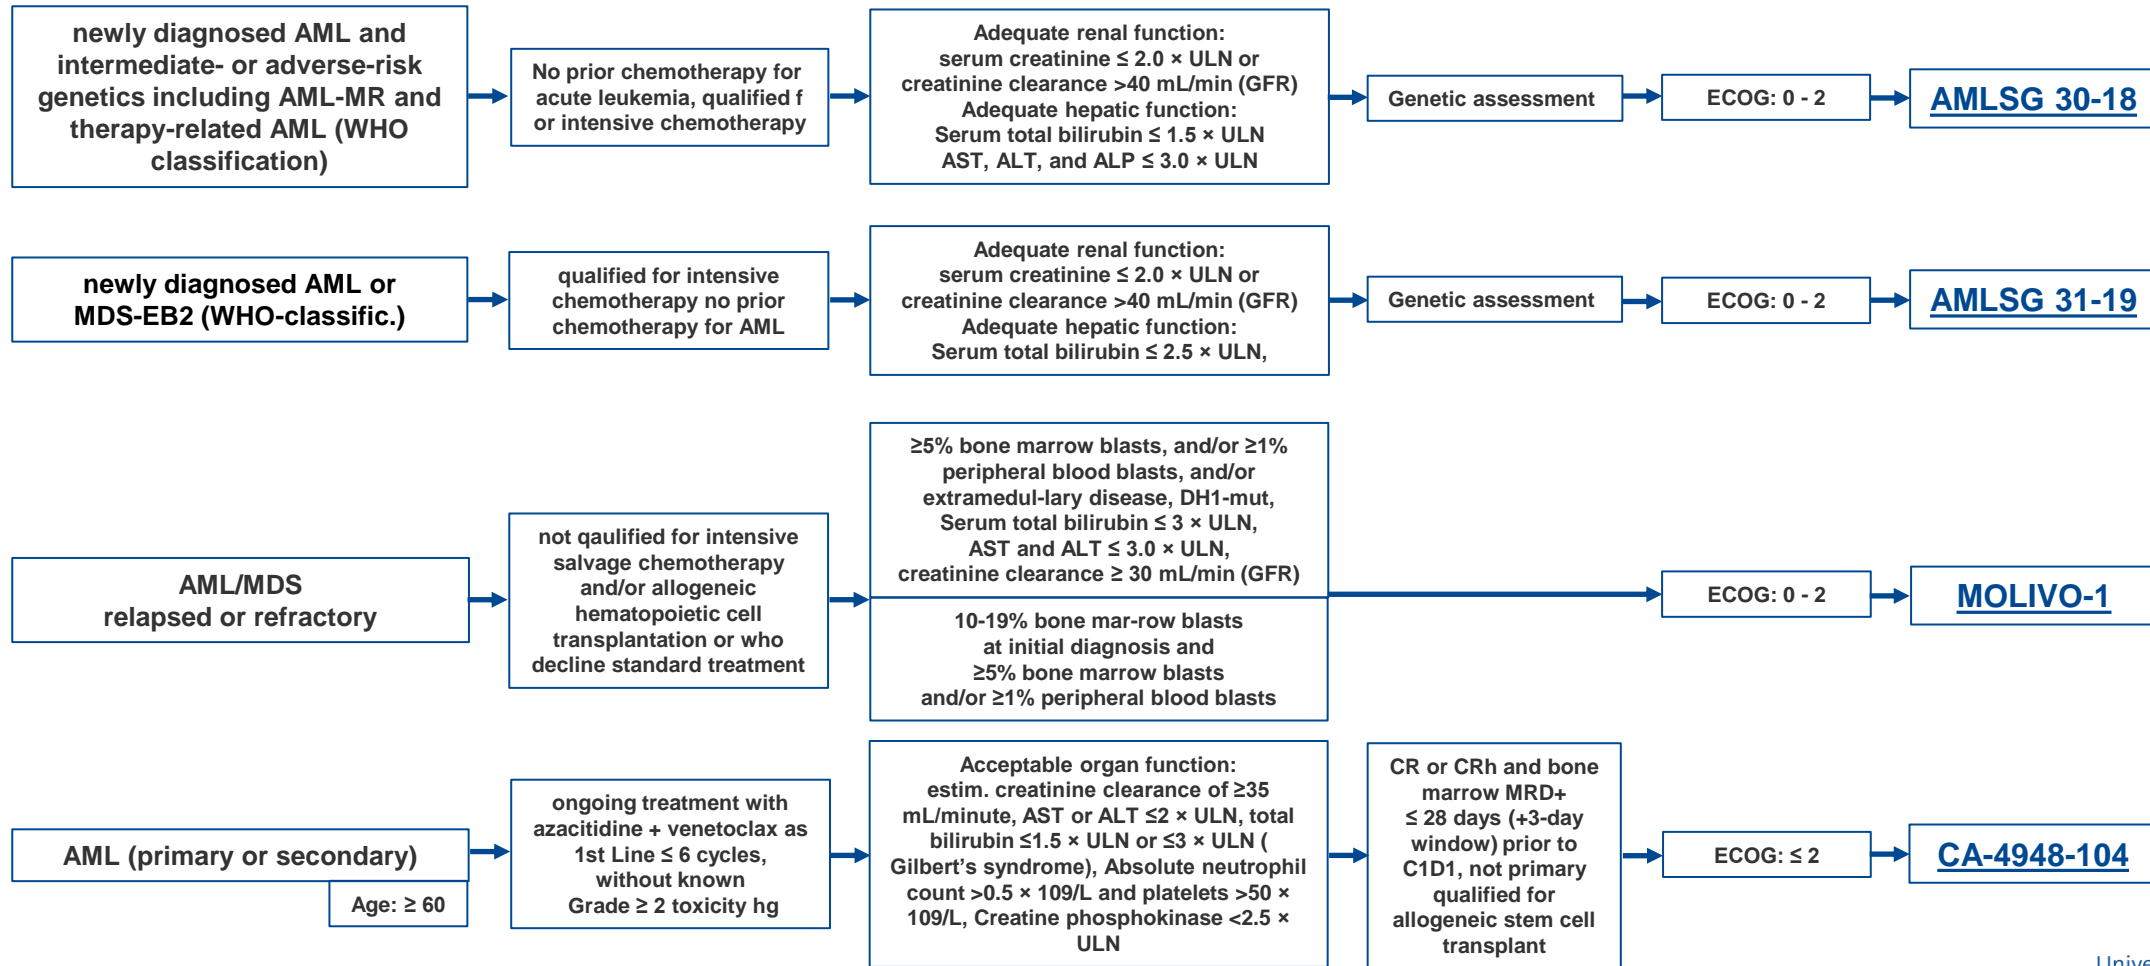 newly diagnosed AML and
intermediate- or adverse-risk
genetics including AML-MR and
therapy-related AML (WHO
classification)
No prior chemotherapy for
acute leukemia, qualified f
or intensive chemotherapy
Adequate renal function:
serum creatinine ≤ 2.0 × ULN or
creatinine clearance >40 mL/min (GFR)
Adequate hepatic function:
Serum total bilirubin ≤ 1.5 × ULN
AST, ALT, and ALP ≤ 3.0 × ULN
Genetic assessment
ECOG: 0 - 2
AMLSG 30-18
newly diagnosed AML or
MDS-EB2 (WHO-classific.)
qualified for intensive
chemotherapy no prior
chemotherapy for AML
Adequate renal function:
serum creatinine ≤ 2.0 × ULN or
creatinine clearance >40 mL/min (GFR)
Adequate hepatic function:
Serum total bilirubin ≤ 2.5 × ULN,
Genetic assessment
ECOG: 0 - 2
AMLSG 31-19
AML/MDS
relapsed or refractory
not qaulified for intensive
salvage chemotherapy
and/or allogeneic
hematopoietic cell
transplantation or who
decline standard treatment
≥5% bone marrow blasts, and/or ≥1%
peripheral blood blasts, and/or
extramedul-lary disease, DH1-mut,
Serum total bilirubin ≤ 3 × ULN,
AST and ALT ≤ 3.0 × ULN,
creatinine clearance ≥ 30 mL/min (GFR)
10-19% bone mar-row blasts
at initial diagnosis and
≥5% bone marrow blasts
and/or ≥1% peripheral blood blasts
ECOG: 0 - 2
MOLIVO-1
AML (primary or secondary)
Age: ≥ 60
ongoing treatment with
azacitidine + venetoclax as
1st Line ≤ 6 cycles,
without known
Grade ≥ 2 toxicity hg
Acceptable organ function:
estim. creatinine clearance of ≥35
mL/minute, AST or ALT ≤2 × ULN, total
bilirubin ≤1.5 × ULN or ≤3 × ULN (
Gilbert's syndrome), Absolute neutrophil
count >0.5 × 109/L and platelets >50 ×
109/L, Creatine phosphokinase <2.5 ×
ULN
CR or CRh and bone
marrow MRD+
≤ 28 days (+3-day
window) prior to
C1D1, not primary
qualified for
allogeneic stem cell
transplant
ECOG: ≤ 2
CA-4948-104